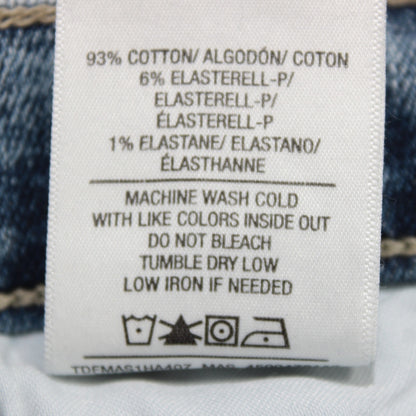 93% COTTON/ ALGODÓN/ COTON
6% ELASTERELL-P/
ELASTERELL-P/
ÉLASTERELL-P
1% ELASTANE/ ELASTANO/
ÉLASTHANNE
MACHINE WASH COLD
WITH LIKE COLORS INSIDE OUT
DO NOT BLEACH
TUMBLE DRY LOW
LOW IRON IF NEEDED